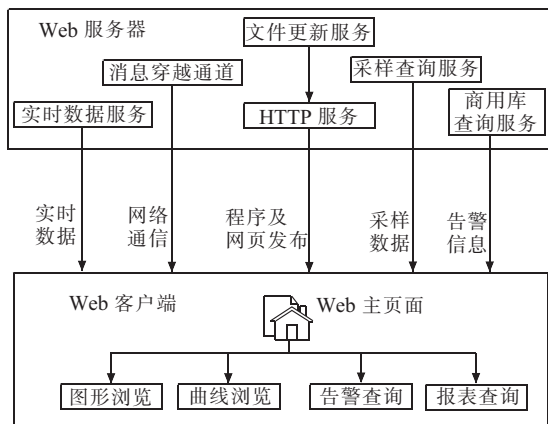 Web 服务器
文件更新服务
消息穿越通道
采样查询服务
实时数据服务
HTTP 服务
商用库
查询服务
实时
数据
网络
通信
程序及
网页发布
采样
数据
告警
信息
Web 客户端
Web 主页面
图形浏览
曲线浏览
告警查询
报表查询